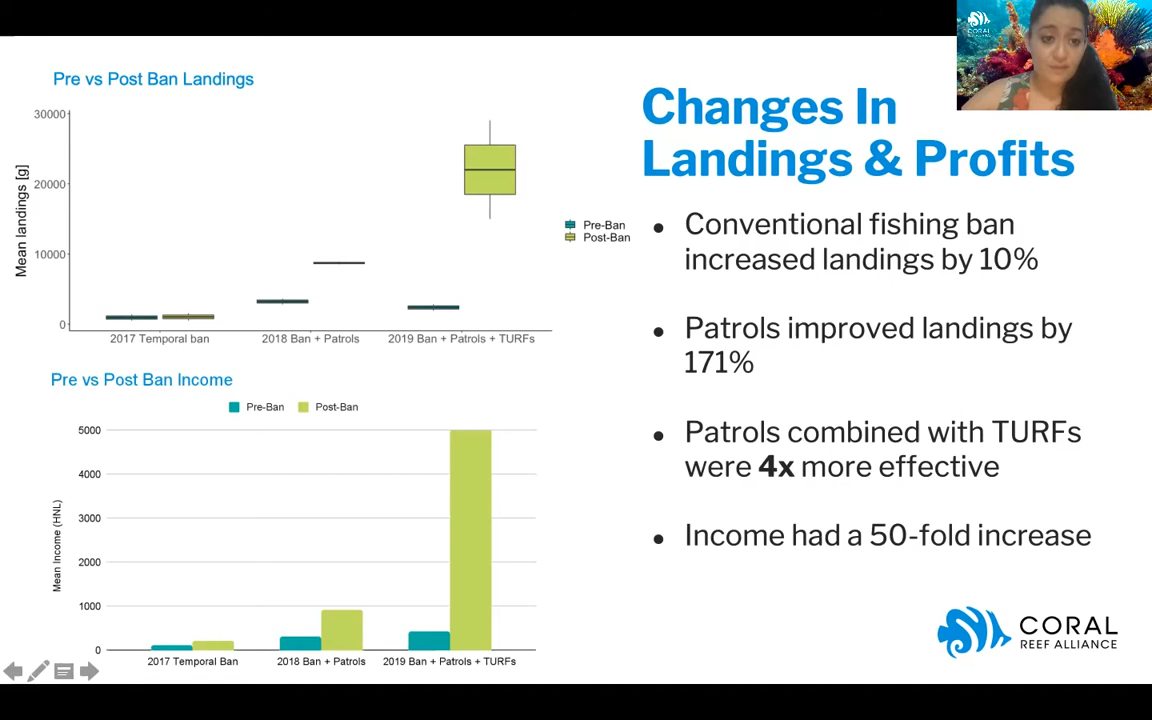 CORAL
REEF ALLIANCE
Pre vs Post Ban Landings
30000
20000
10000
0
Mean landings [g]
2017 Temporal ban
2018 Ban + Patrols
2019 Ban + Patrols + TURFs
Pre-Ban
Post-Ban
Pre vs Post Ban Income
Pre-Ban
Post-Ban
5000
4000
3000
2000
1000
0
Mean Income (HNL)
2017 Temporal Ban
2018 Ban + Patrols
2019 Ban + Patrols + TURFS
Changes In
Landings & Profits
• Conventional fishing ban
increased landings by 10%
• Patrols improved landings by
171%
• Patrols combined with TURFs
were 4x more effective
• Income had a 50-fold increase
CORAL
REEF ALLIANCE